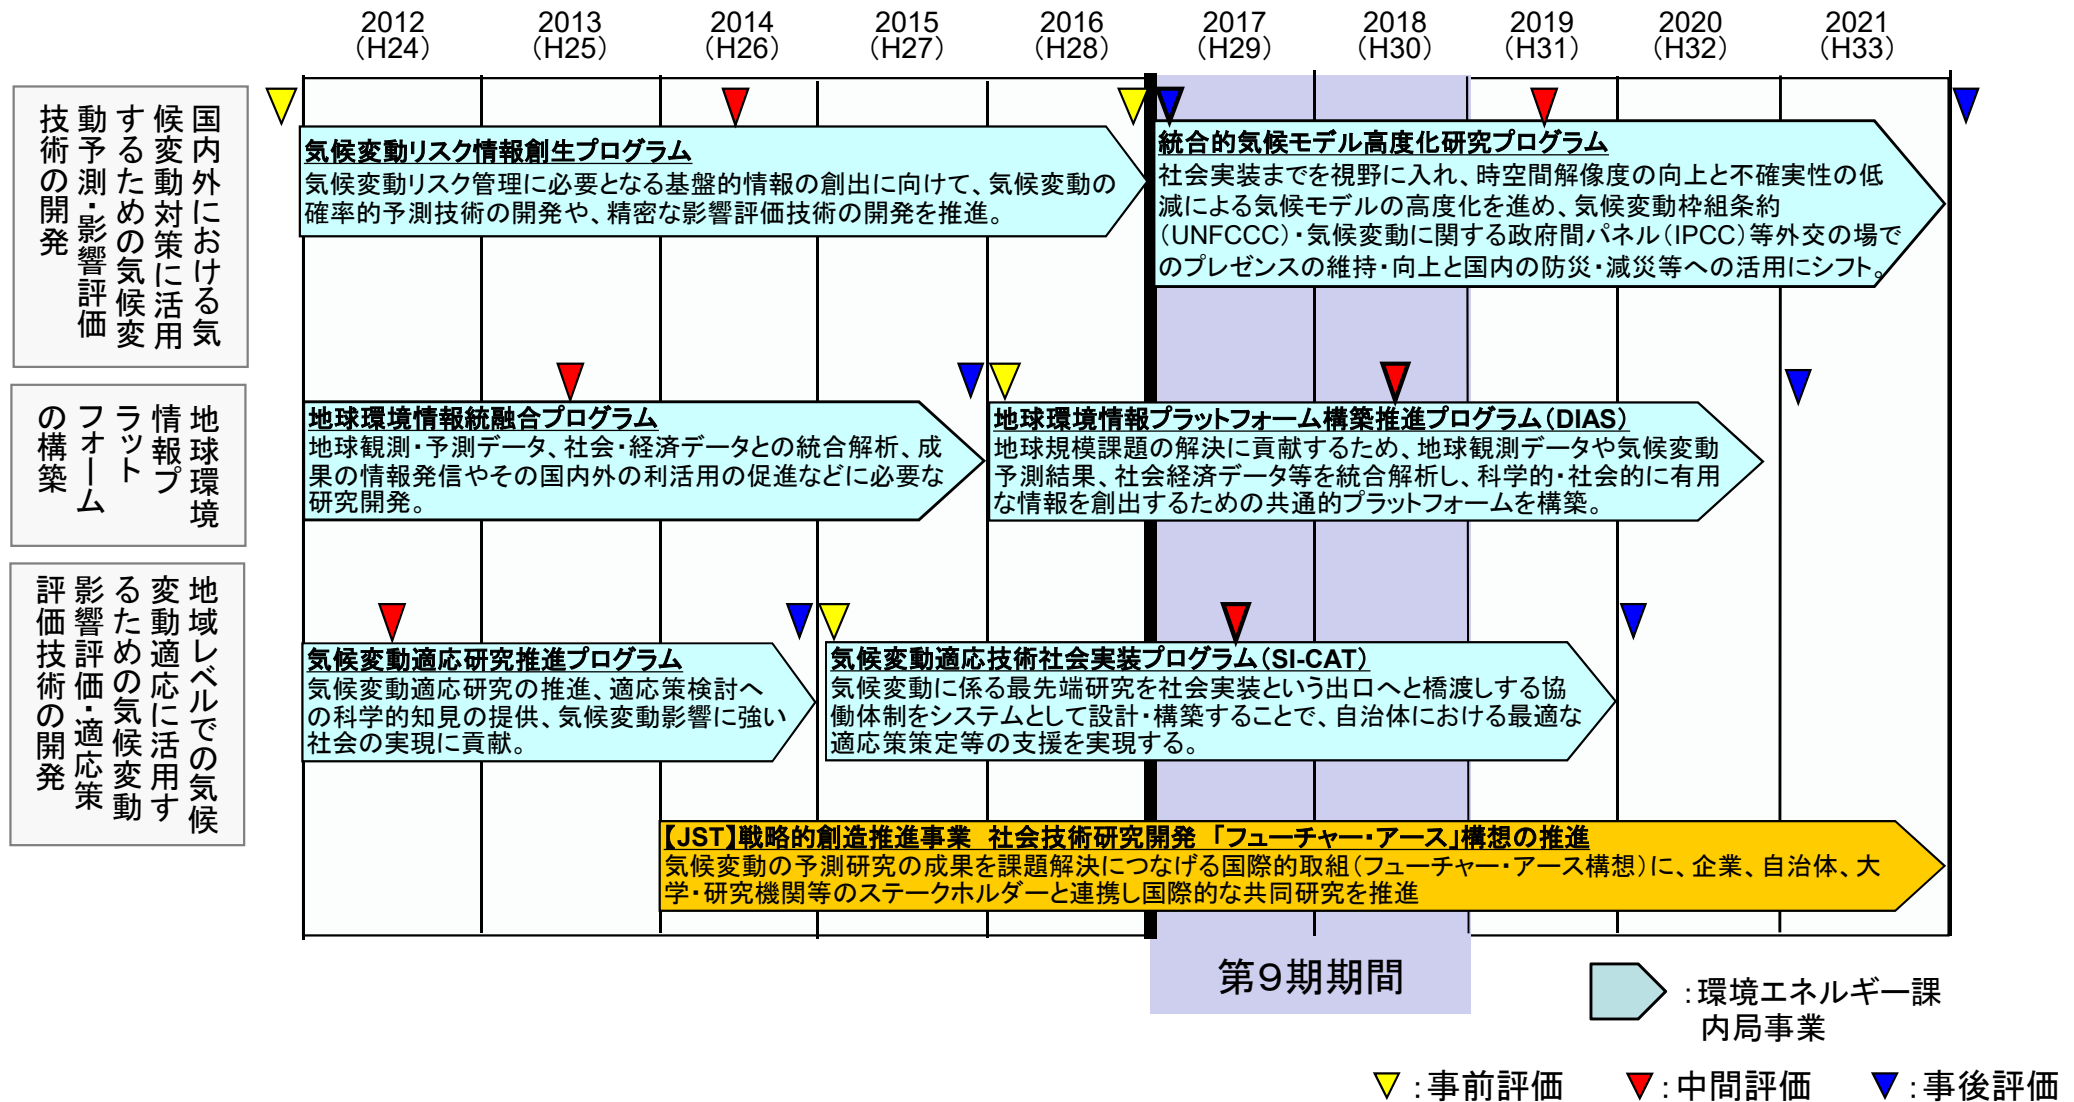 2012
（H24）
2013
（H25）
2014
（H26）
2015
（H27）
2016
（H28）
2017
（H29）
2018
（H30）
2019
（H31）
2020
（H32）
2021
（H33）
国内外における気
候変動対策に活用
するための気候変
動予測・影響評価
技術の開発
気候変動リスク情報創生プログラム
気候変動リスク管理に必要となる基盤的情報の創出に向けて、気候変動の
確率的予測技術の開発や、精密な影響評価技術の開発を推進。
統合的気候モデル高度化研究プログラム
社会実装までを視野に入れ、時空間解像度の向上と不確実性の低
減による気候モデルの高度化を進め、気候変動枠組条約
（UNFCCC）・気候変動に関する政府間パネル（IPCC）等外交の場で
のプレゼンスの維持・向上と国内の防災・減災等への活用にシフト。
地球環境
情報プ
ラット
フォーム
の構築
地球環境情報統融合プログラム
地球観測・予測データ、社会・経済データとの統合解析、成
果の情報発信やその国内外の利活用の促進などに必要な
研究開発。
地球環境情報プラットフォーム構築推進プログラム（DIAS）
地球規模課題の解決に貢献するため、地球観測データや気候変動
予測結果、社会経済データ等を統合解析し、科学的・社会的に有用
な情報を創出するための共通的プラットフォームを構築。
地域レベルでの気候
変動適応に活用す
るための気候変動
影響評価・適応策
評価技術の開発
気候変動適応研究推進プログラム
気候変動適応研究の推進、適応策検討へ
の科学的知見の提供、気候変動影響に強い
社会の実現に貢献。
気候変動適応技術社会実装プログラム（SI-CAT）
気候変動に係る最先端研究を社会実装という出口へと橋渡しする協
働体制をシステムとして設計・構築することで、自治体における最適な
適応策策定等の支援を実現する。
【JST】戦略的創造推進事業 社会技術研究開発 「フューチャー・アース」構想の推進
気候変動の予測研究の成果を課題解決につなげる国際的取組（フューチャー・アース構想）に、企業、自治体、大
学・研究機関等のステークホルダーと連携し国際的な共同研究を推進
第９期期間
：環境エネルギー課
内局事業
：事前評価
：中間評価
：事後評価